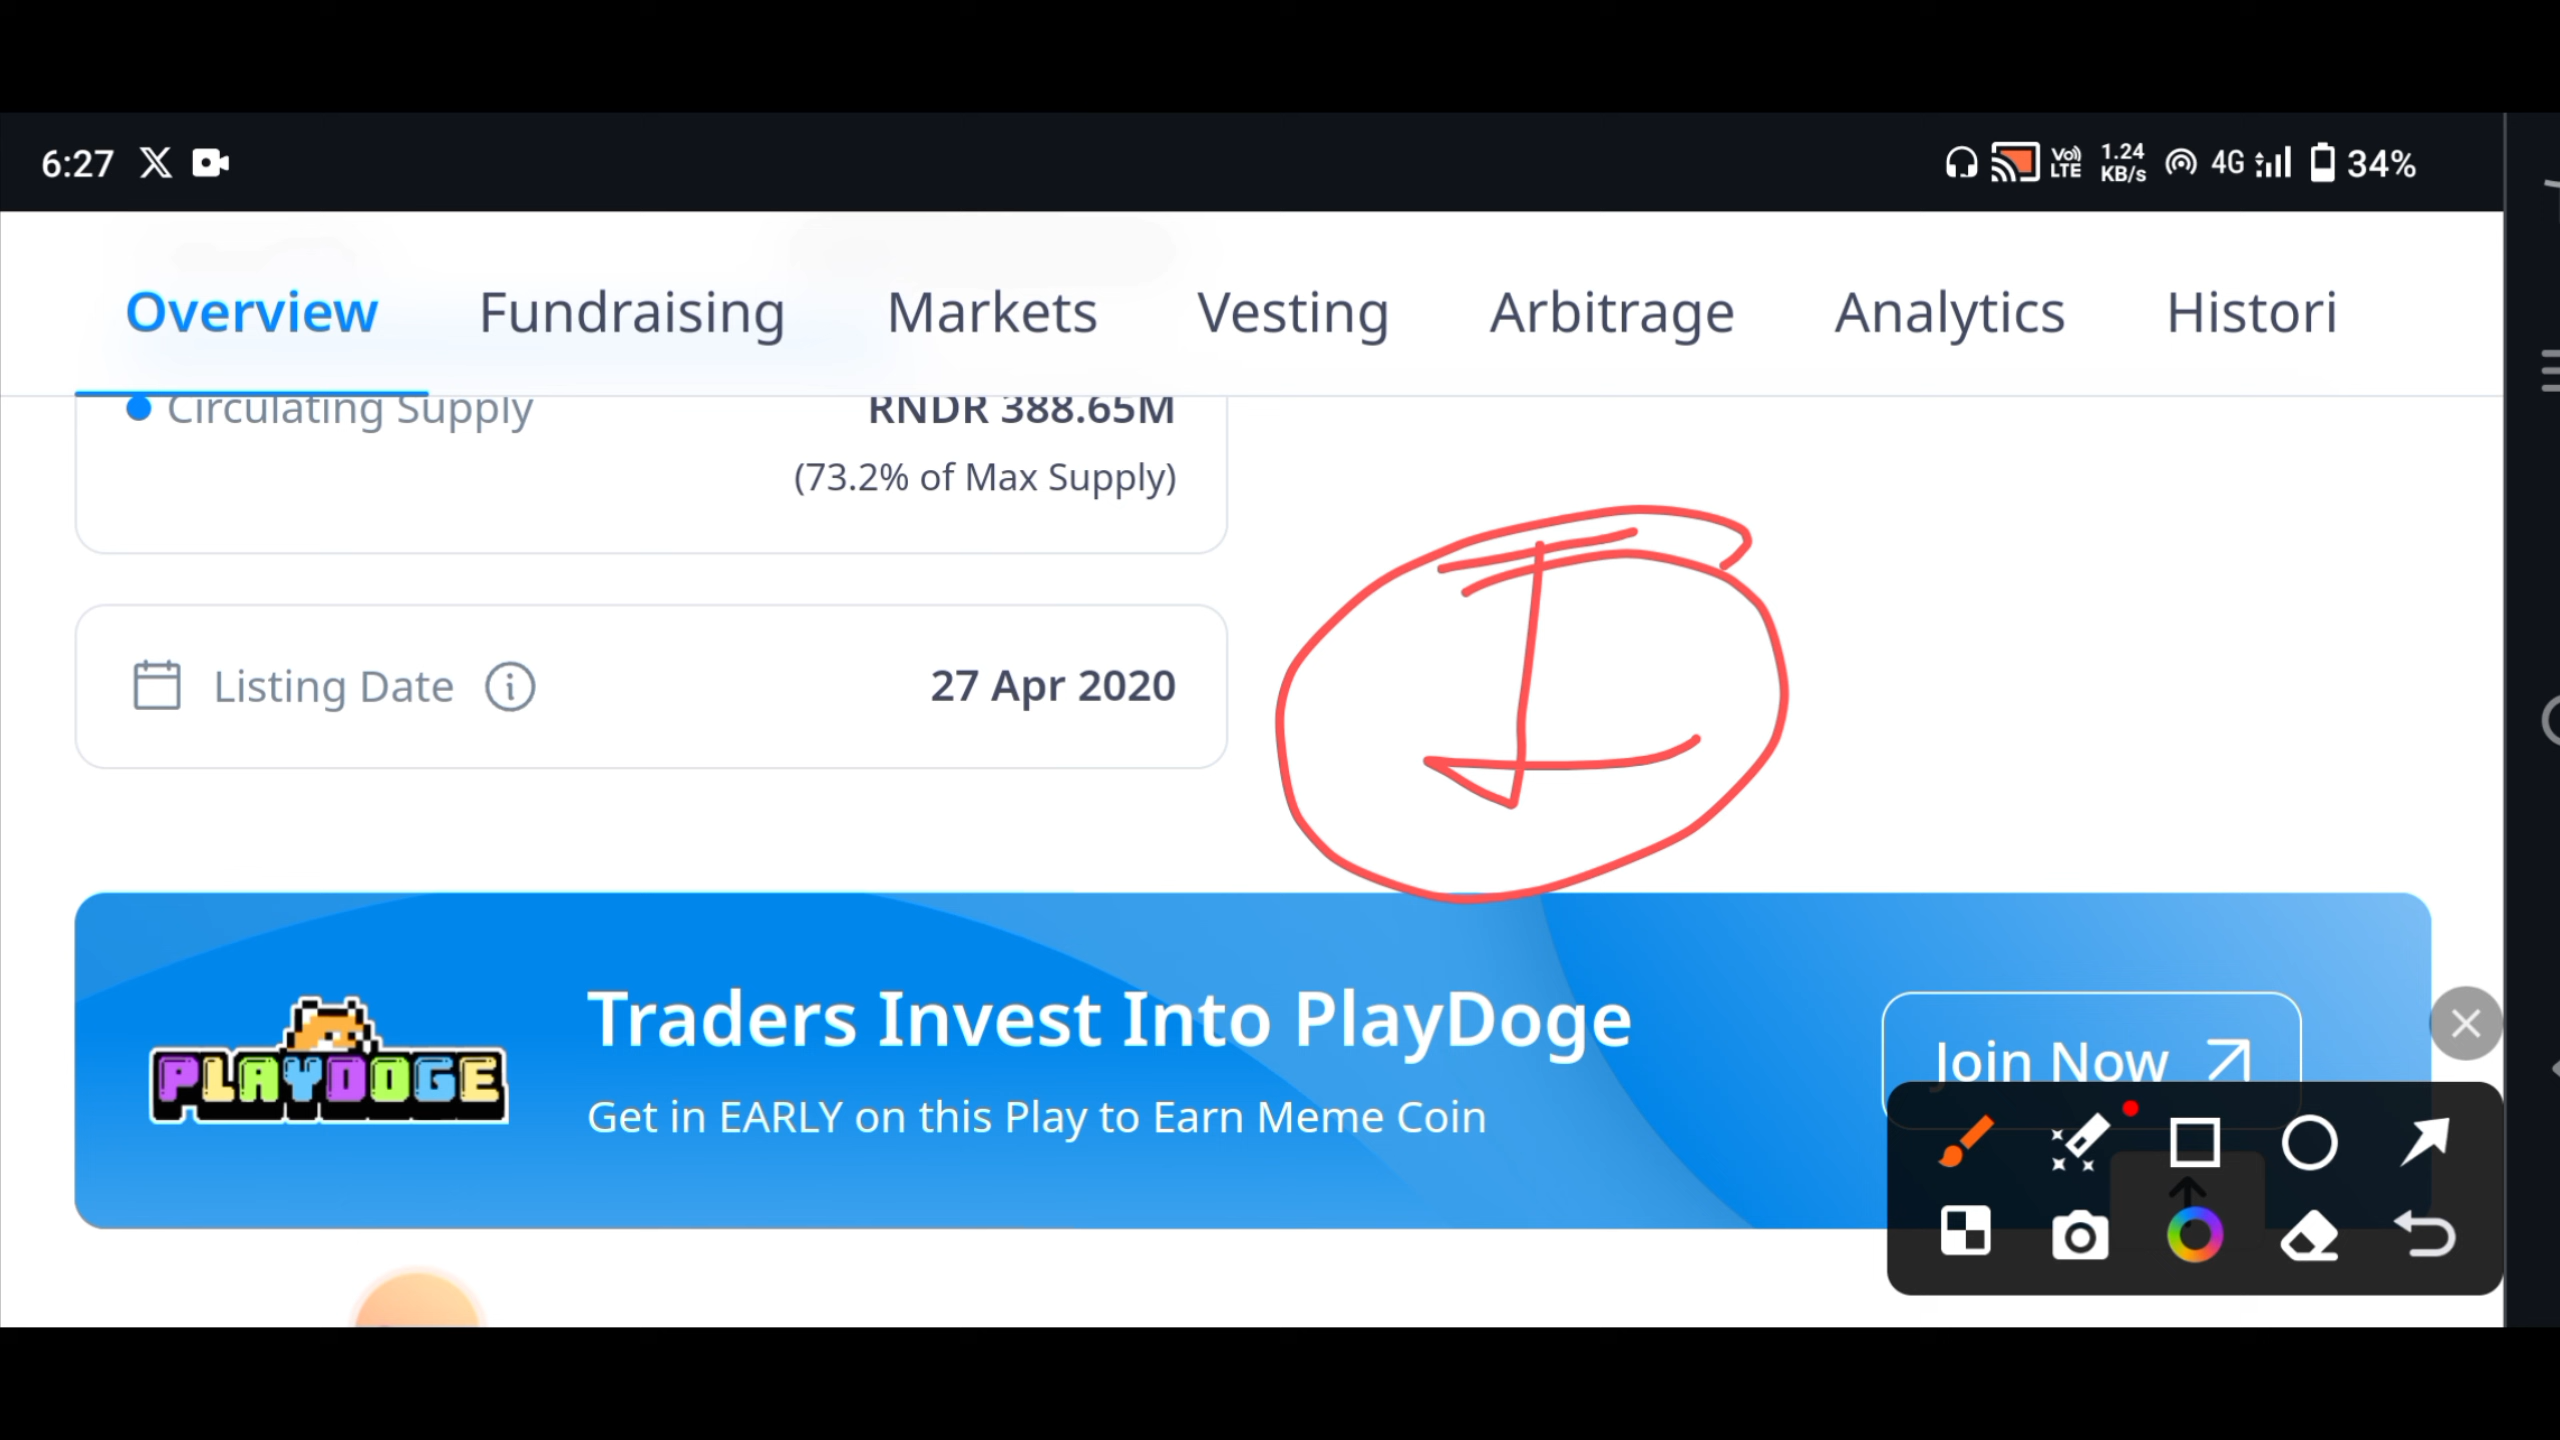 6:27 Vo) LTE 1.24 KB/s 4G 34%
Overview Fundraising Markets Vesting Arbitrage Analytics Histori
Circulating Supply RNDR 388.65M
(73.2% of Max Supply)
Listing Date 27 Apr 2020
I
PLAYDOGE
Traders Invest Into PlayDoge
Get in EARLY on this Play to Earn Meme Coin
Join Now